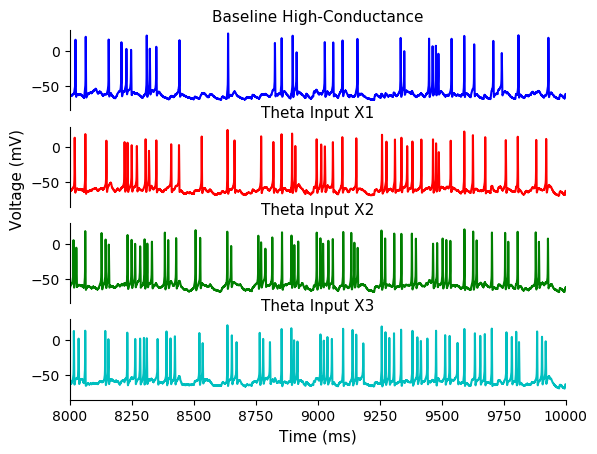 Baseline High-Conductance
0
−50
Theta Input X1
0
−50
Theta Input X2
0
−50
Theta Input X3
0
−50
8000 8250 8500 8750 9000 9250 9500 9750 10000
Time (ms)
Voltage (mV)